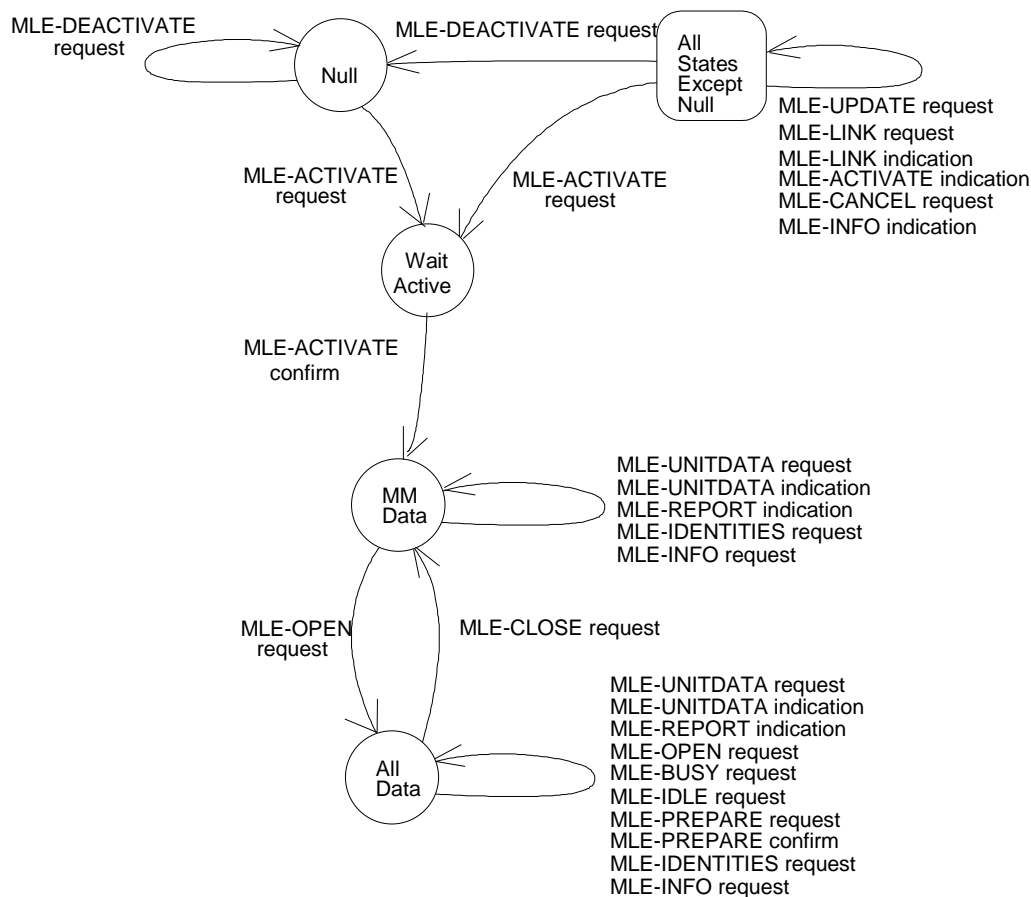 MLE-DEACTIVATE
request
Null
MLE-DEACTIVATE request
All
States
Except
Null
MLE-UPDATE request
MLE-LINK request
MLE-LINK indication
MLE-ACTIVATE indication
MLE-CANCEL request
MLE-INFO indication
MLE-ACTIVATE
request
MLE-ACTIVATE
request
Wait
Active
MLE-ACTIVATE
confirm
MM
Data
MLE-UNITDATA request
MLE-UNITDATA indication
MLE-REPORT indication
MLE-IDENTITIES request
MLE-INFO request
MLE-OPEN
request
MLE-CLOSE request
All
Data
MLE-UNITDATA request
MLE-UNITDATA indication
MLE-REPORT indication
MLE-OPEN request
MLE-BUSY request
MLE-IDLE request
MLE-PREPARE request
MLE-PREPARE confirm
MLE-IDENTITIES request
MLE-INFO request